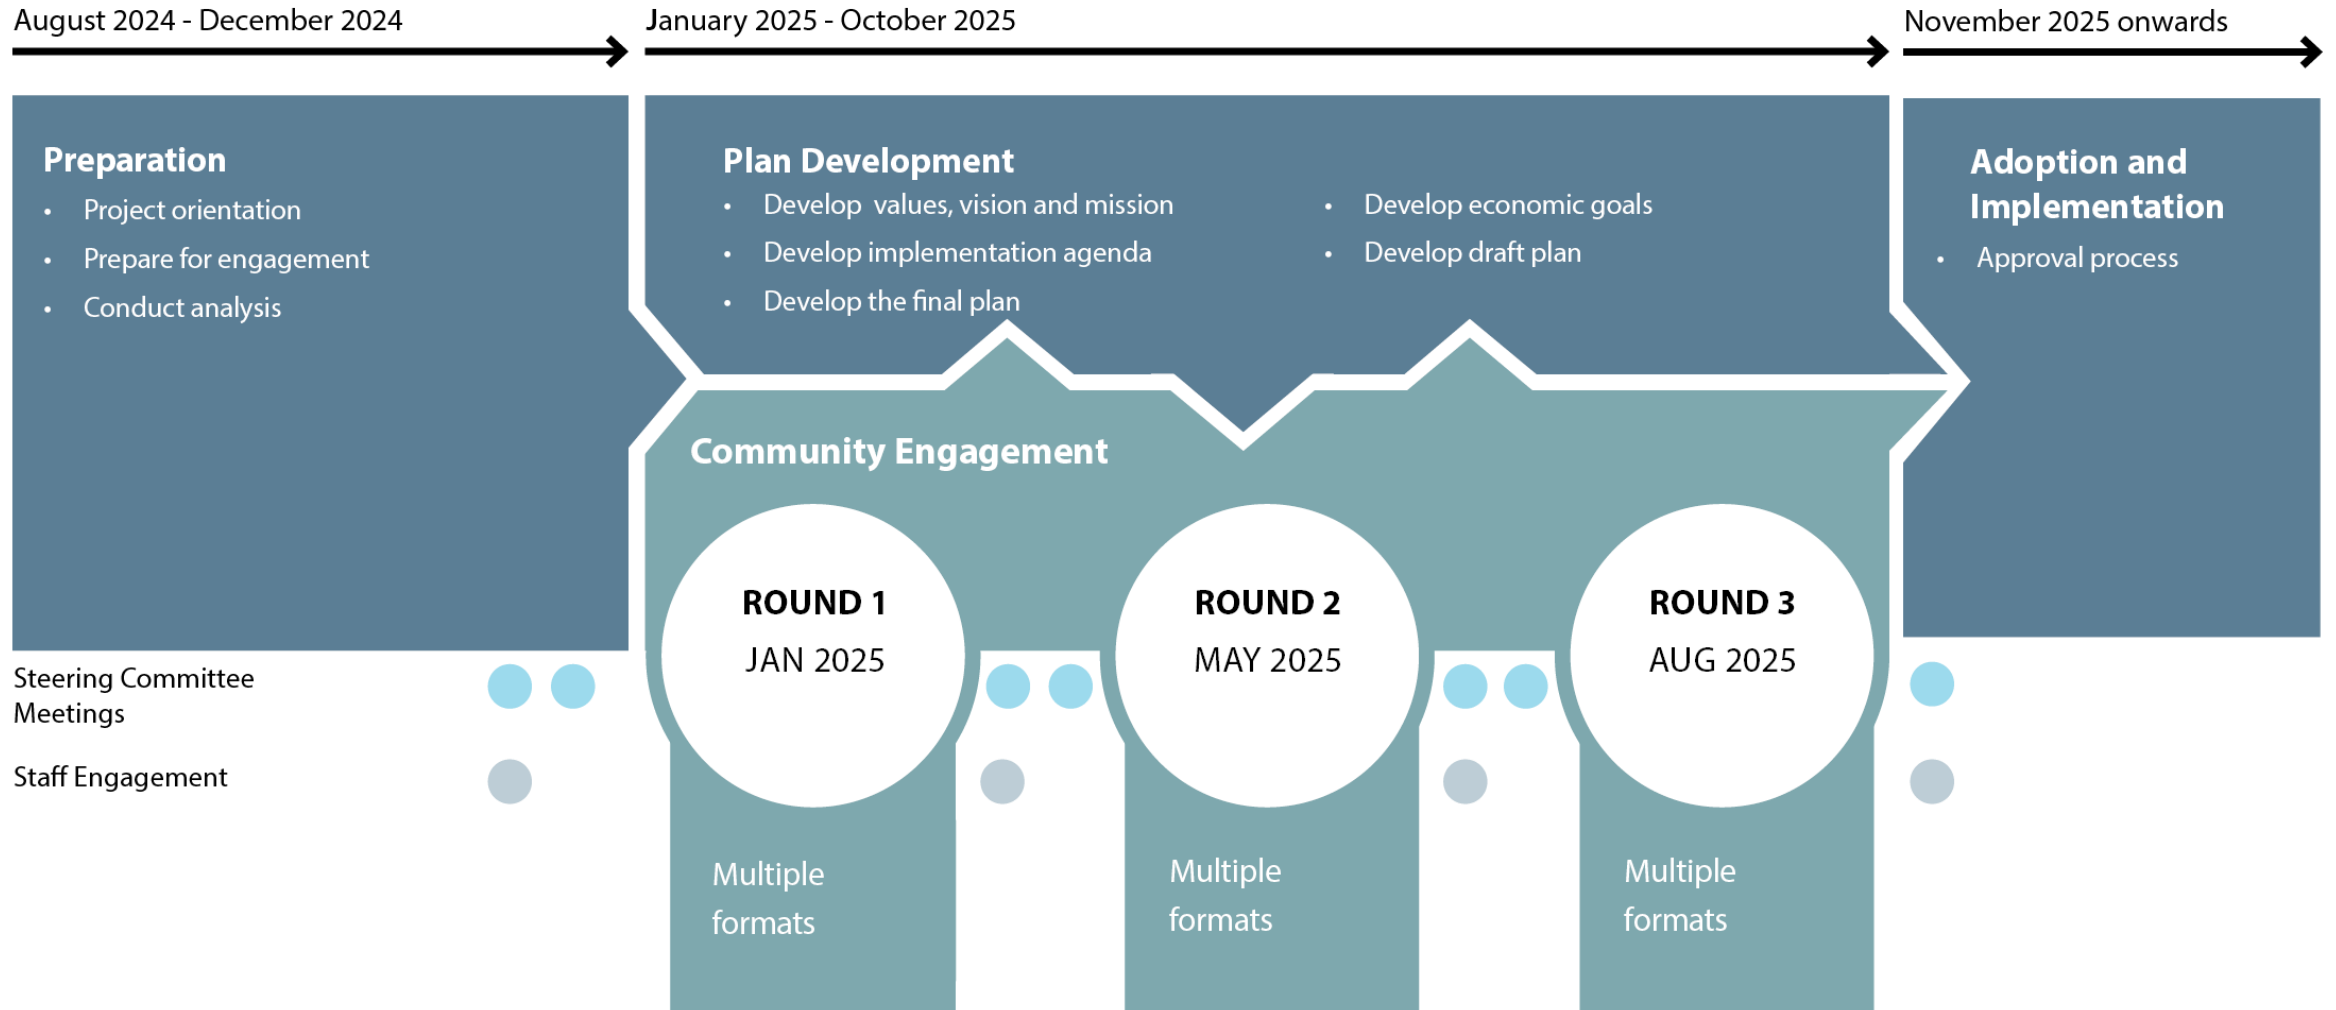 August 2024 - December 2024
January 2025 - October 2025
November 2025 onwards
Preparation
• Project orientation
• Prepare for engagement
• Conduct analysis
Plan Development
• Develop values, vision and mission
• Develop implementation agenda
• Develop the final plan
• Develop economic goals
• Develop draft plan
Adoption and
Implementation
• Approval process
Community Engagement
ROUND 1
JAN 2025
ROUND 2
MAY 2025
ROUND 3
AUG 2025
Steering Committee
Meetings
Staff Engagement
Multiple
formats
Multiple
formats
Multiple
formats